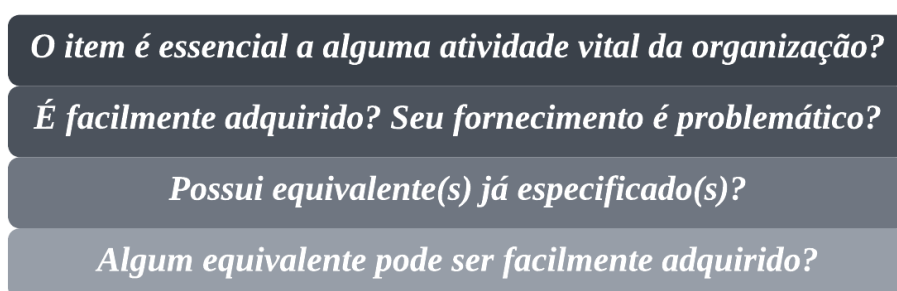 O item é essencial a alguma atividade vital da organização?
É facilmente adquirido? Seu fornecimento é problemático?
Possui equivalente(s) já especificado(s)?
Algum equivalente pode ser facilmente adquirido?